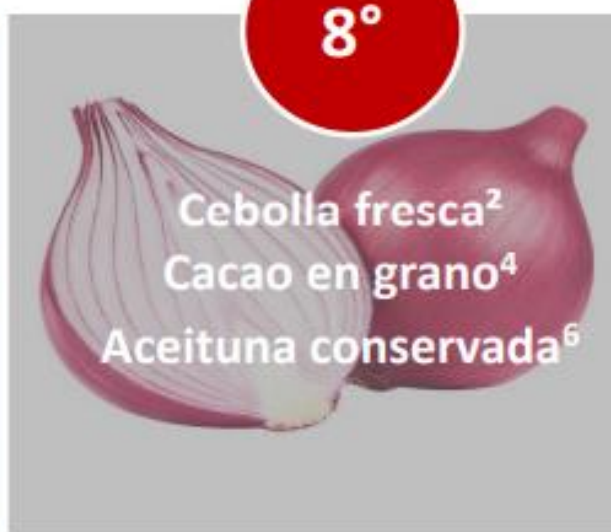 8°
Cebolla fresca²
Cacao en grano⁴
Aceituna conservada⁶